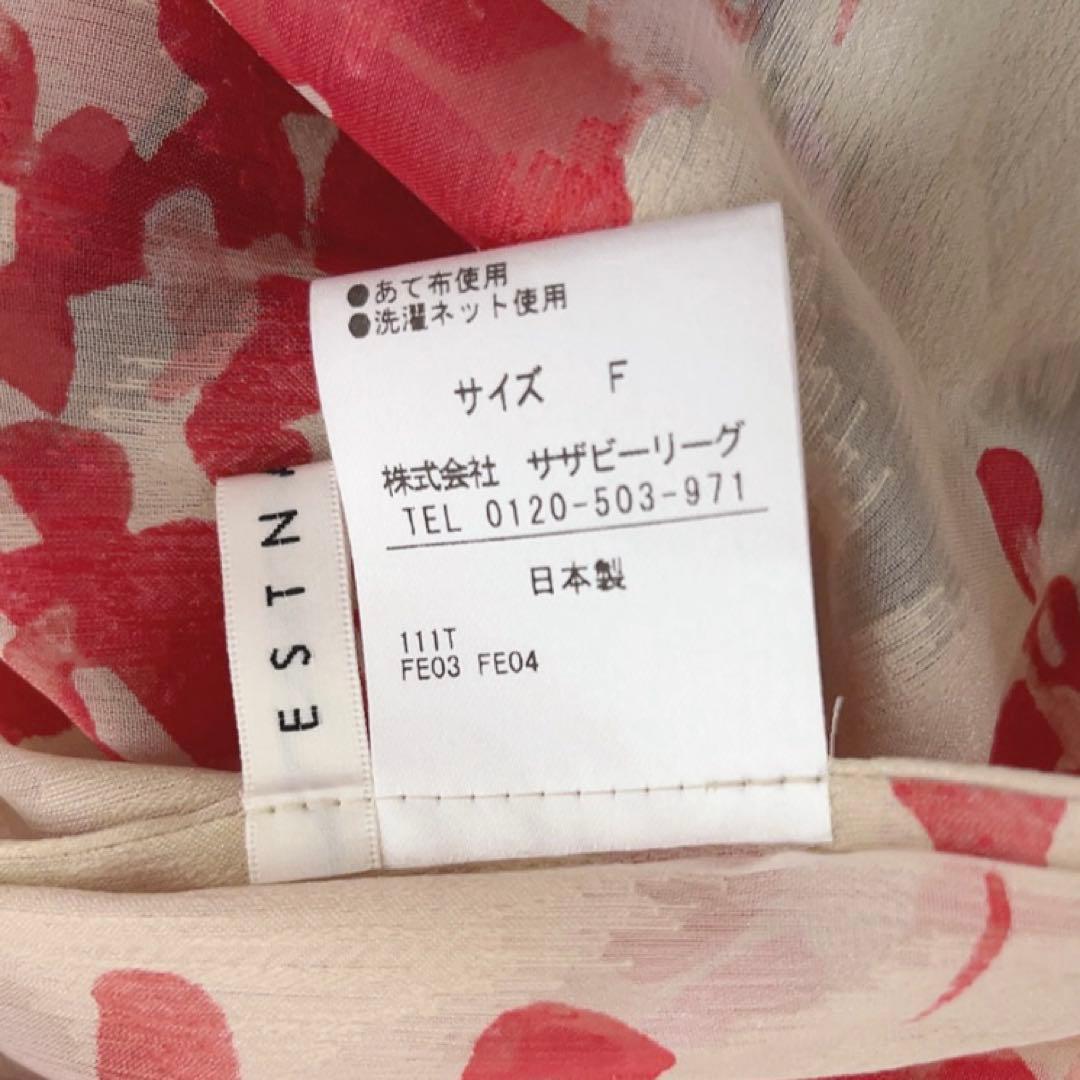 ●あて布使用
●洗濯ネット使用
サイズ F
株式会社 サザビーリーグ
TEL 0120-503-971
日本製
111T
FE03 FE04
ESTN